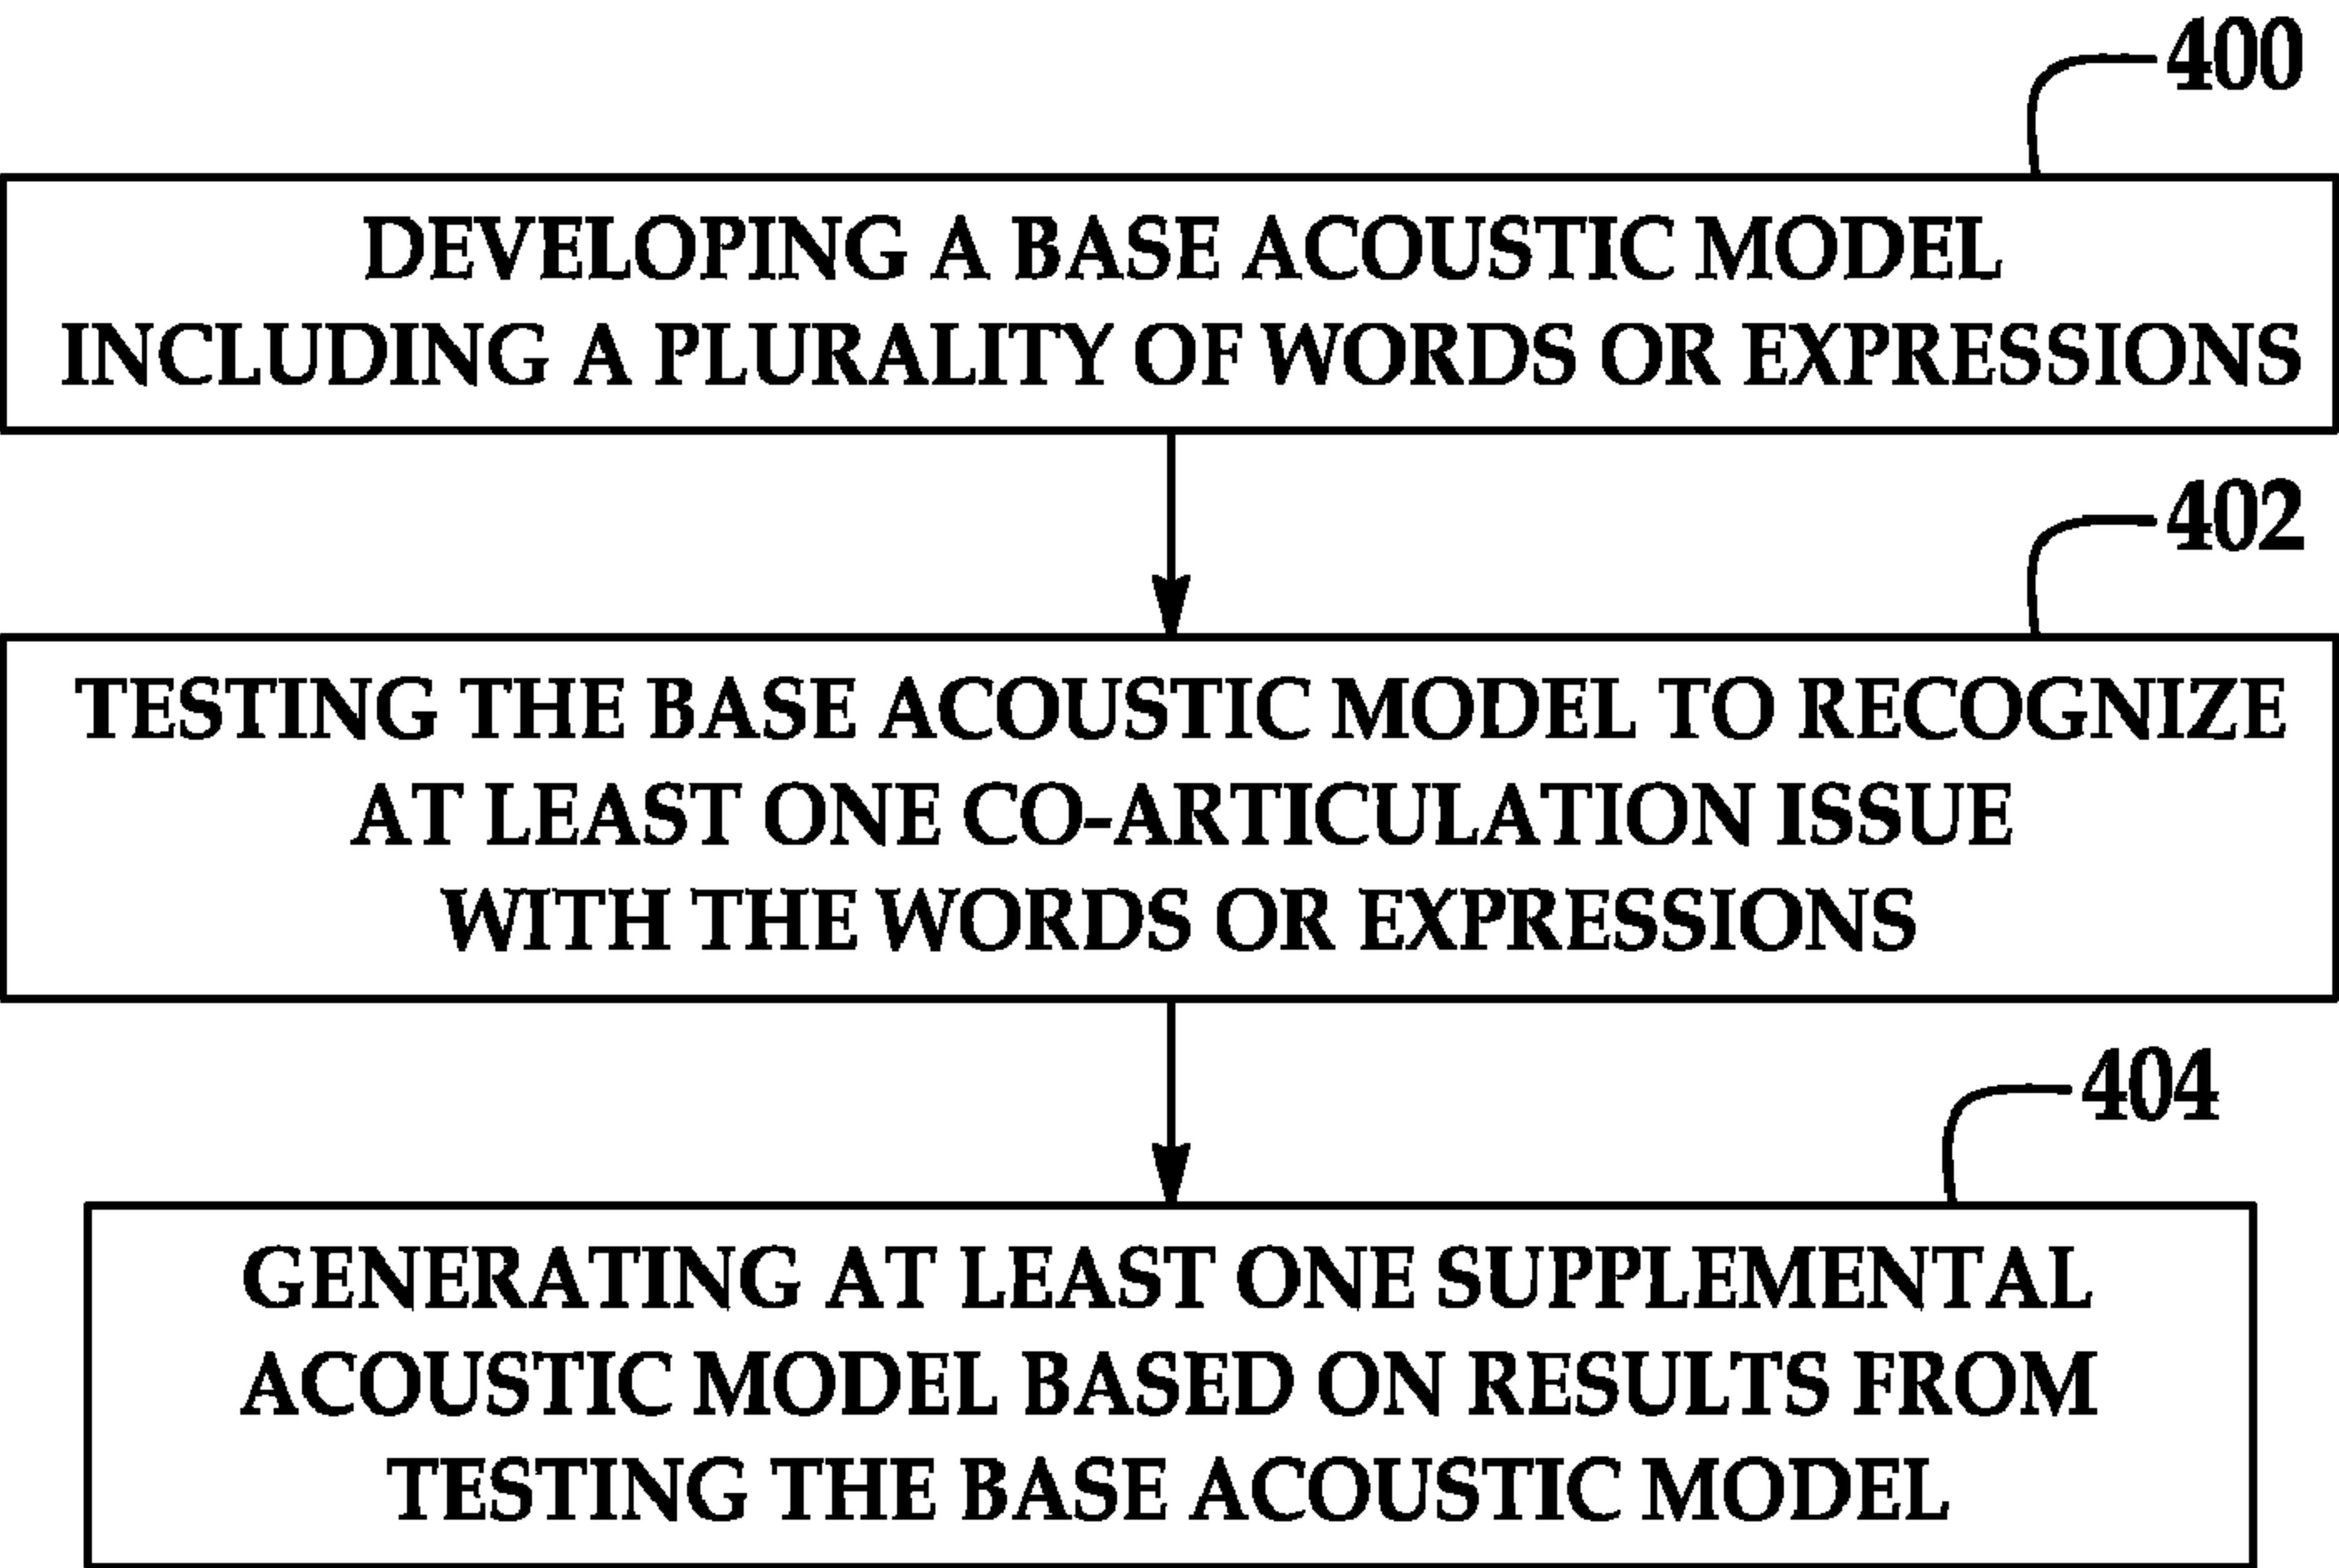 400
DEVELOPING A BASE ACOUSTIC MODEL
INCLUDING A PLURALITY OF WORDS OR EXPRESSIONS
402
TESTING THE BASE ACOUSTIC MODEL TO RECOGNIZE
AT LEAST ONE CO-ARTICULATION ISSUE
WITH THE WORDS OR EXPRESSIONS
404
GENERATING AT LEAST ONE SUPPLEMENTAL
ACOUSTIC MODEL BASED ON RESULTS FROM
TESTING THE BASE ACOUSTIC MODEL